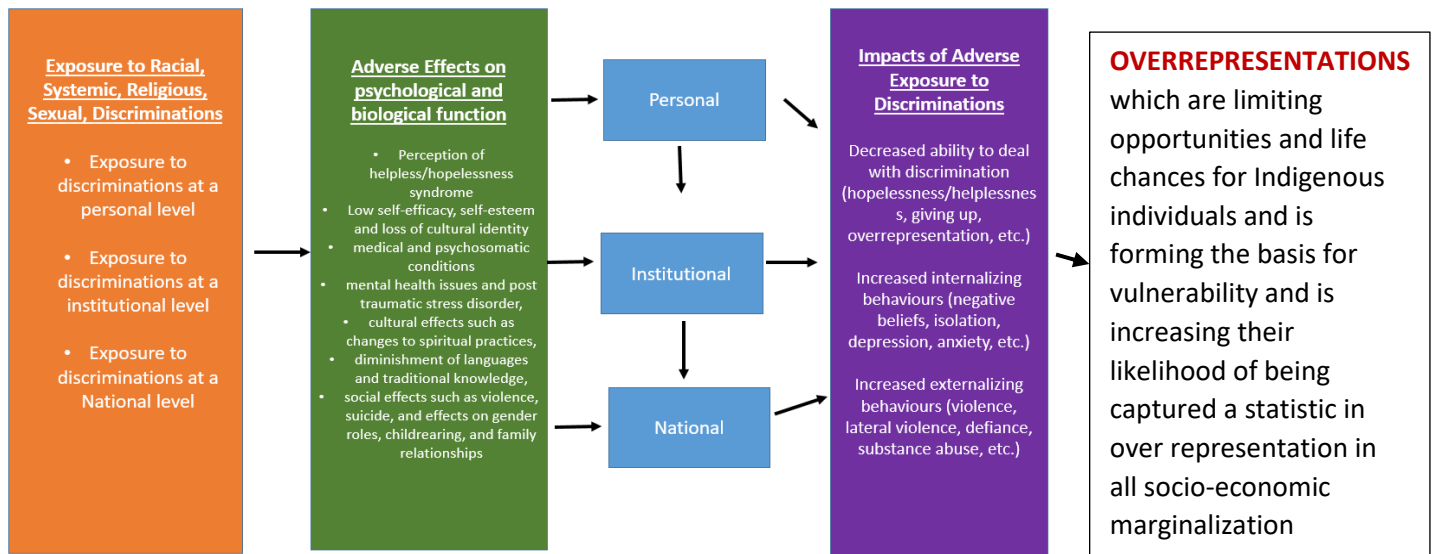 Exposure to Racial,
Systemic, Religious,
Sexual, Discriminations
• Exposure to
discriminations at a
personal level
• Exposure to
discriminations at a
institutional level
• Exposure to
discriminations at a
National level
Adverse Effects on
psychological and
biological function
• Perception of
helpless/hopelessness
syndrome
• Low self-efficacy, self-esteem
and loss of cultural identity
• medical and psychosomatic
conditions
• mental health issues and post
traumatic stress disorder,
• cultural effects such as
changes to spiritual practices,
• diminishment of languages
and traditional knowledge,
• social effects such as violence,
suicide, and effects on gender
roles, childrearing, and family
relationships
Personal
Institutional
National
Impacts of Adverse
Exposure to
Discriminations
Decreased ability to deal
with discrimination
(hopelessness/helplessnes
s, giving up,
overrepresentation, etc.)
Increased internalizing
behaviours (negative
beliefs, isolation,
depression, anxiety, etc.)
Increased externalizing
behaviours (violence,
lateral violence, defiance,
substance abuse, etc.)
OVERREPRESENTATIONS
which are limiting
opportunities and life
chances for Indigenous
individuals and is
forming the basis for
vulnerability and is
increasing their
likelihood of being
captured a statistic in
over representation in
all socio-economic
marginalization